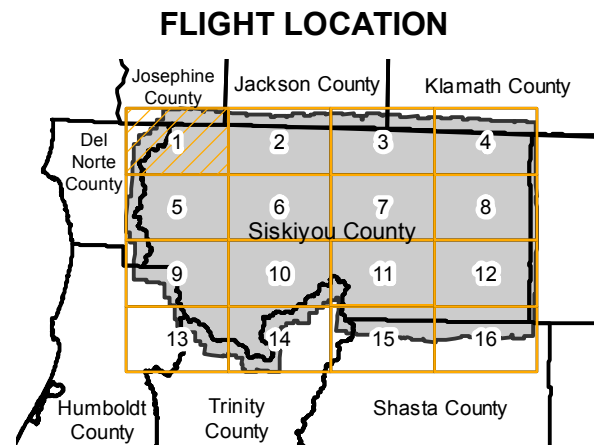 FLIGHT LOCATION
Josephine
County
Jackson County
Klamath County
Del
Norte
County
1
2
3
4
5
6
7
8
Siskiyou County
9
10
11
12
13
14
15
16
Humboldt
County
Trinity
County
Shasta County